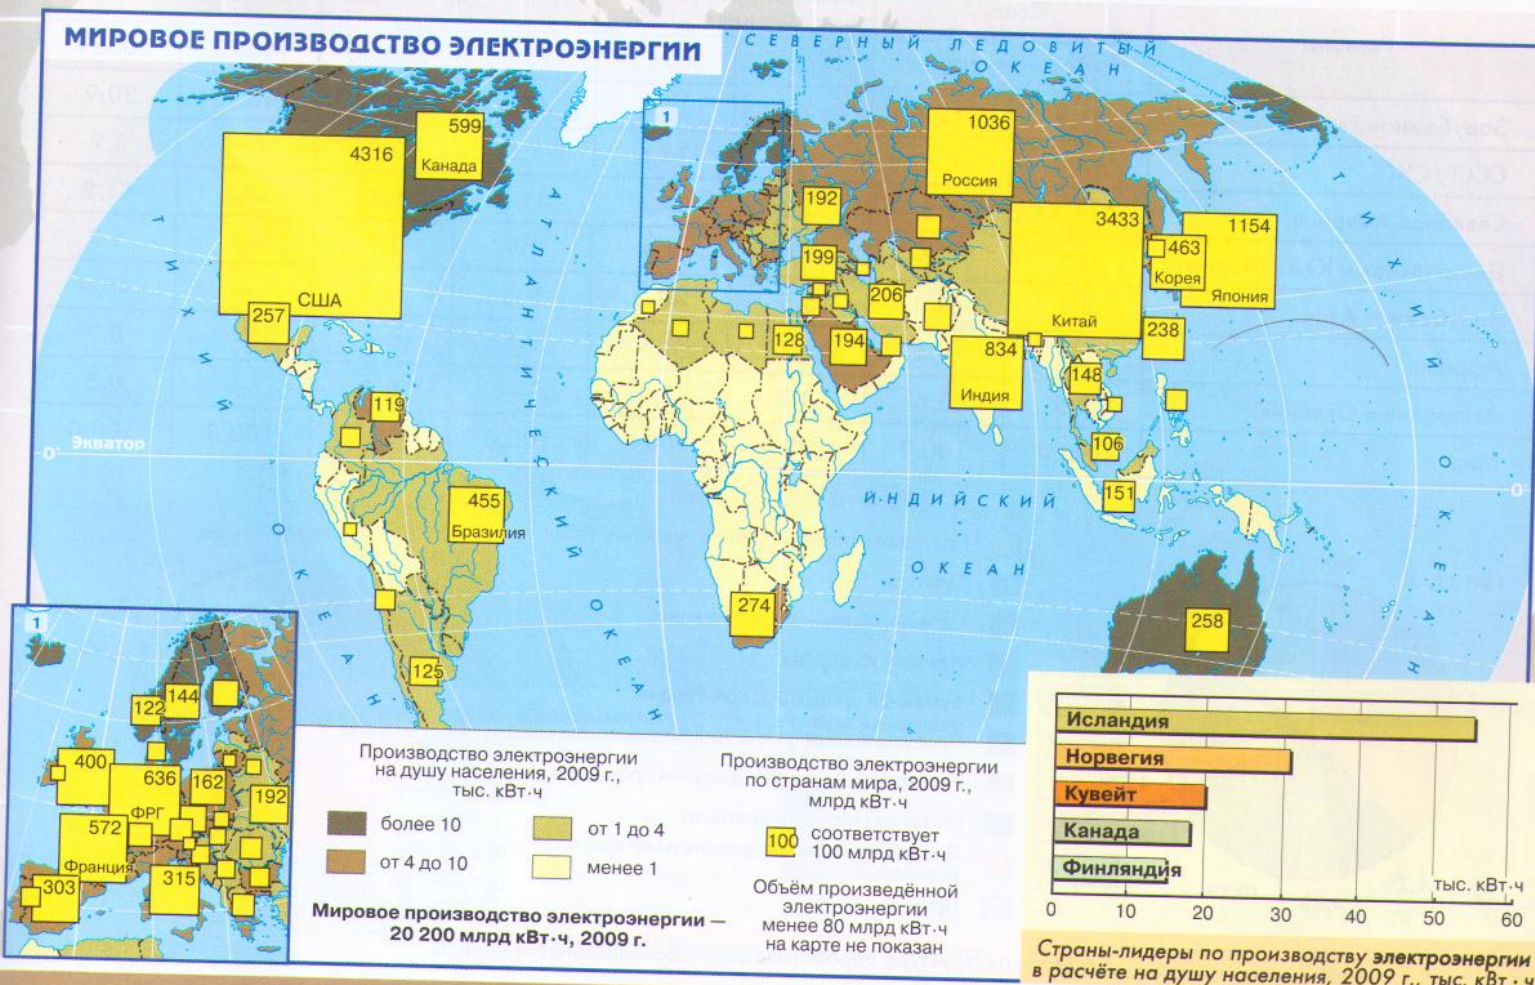 МИРОВОЕ ПРОИЗВОДСТВО ЭЛЕКТРОЭНЕРГИИ
СЕВЕРНЫЙ ЛЕДОВИТЫЙ
ОКЕАН
ТИХИЙ
ОКЕАН
АТЛАНТИЧЕСКИЙ
ОКЕАН
ТИХИЙ
ОКЕАН
ИНДИЙСКИЙ
ОКЕАН
0°
Экватор
0°
1
599
Канада
4316
США
257
119
455
Бразилия
125
1036
Россия
192
199
206
128
194
274
3433
Китай
463
Корея
1154
Япония
834
Индия
238
148
106
151
258
1
122
144
400
636
ФРГ
162
192
572
Франция
303
315
Производство электроэнергии
на душу населения, 2009 г.,
тыс. кВт·ч
более 10
от 4 до 10
от 1 до 4
менее 1
Мировое производство электроэнергии —
20 200 млрд кВт·ч, 2009 г.
Производство электроэнергии
по странам мира, 2009 г.,
млрд кВт·ч
100
соответствует
100 млрд кВт·ч
Объём произведённой
электроэнергии
менее 80 млрд кВт·ч
на карте не показан
Исландия
Норвегия
Кувейт
Канада
Финляндия
тыс. кВт·ч
0 10 20 30 40 50 60
Страны-лидеры по производству электроэнергии
в расчёте на душу населения, 2009 г., тыс. кВт·ч